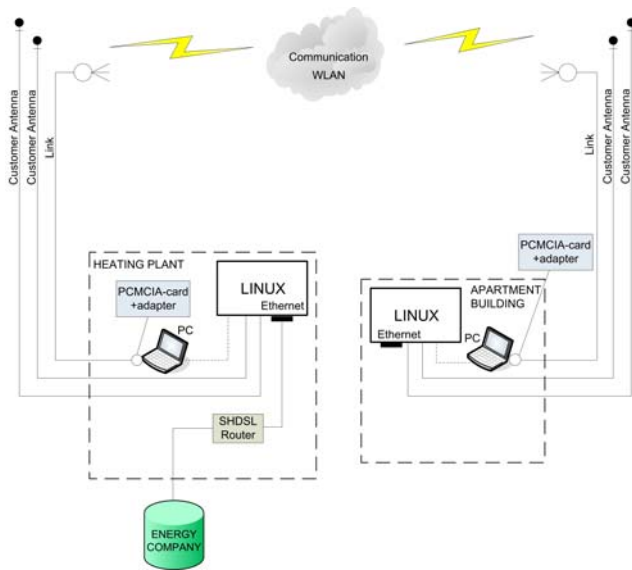 Communication
WLAN
Customer Antenna
Customer Antenna
Link
Link
Customer Antenna
Customer Antenna
HEATING PLANT
PCMCIA-card
+adapter
PC
LINUX
Ethernet
SHDSL
Router
ENERGY
COMPANY
PCMCIA-card
+adapter
APARTMENT
BUILDING
LINUX
Ethernet
PC